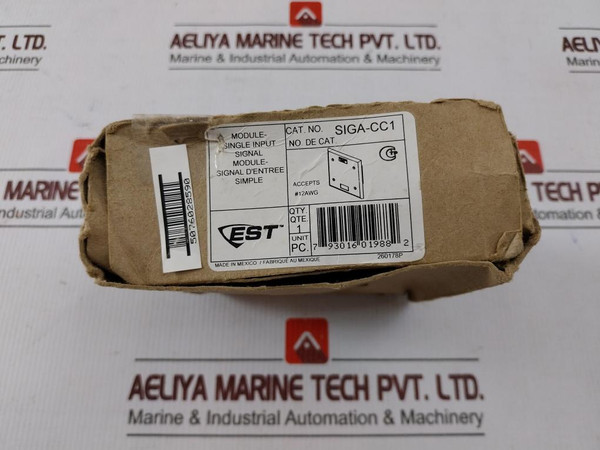 AELIYA MARINE TECH PVT. LTD.
Marine & Industrial Automation & Machinery
MODULE-
SINGLE INPUT
SIGNAL
MODULE-
SIGNAL D'ENTREE
SIMPLE
CAT. NO. SIGA-CC1
NO. DE CAT.
ACCEPTS
#12AWG
EST™
QTY.
QTE.
1
UNIT
PC.
7 93016 01988 2
MADE IN MEXICO / FABRIQUE AU MEXIQUE
260178P
5076028590
AELIYA MARINE TECH PVT. LTD.
Marine & Industrial Automation & Machinery